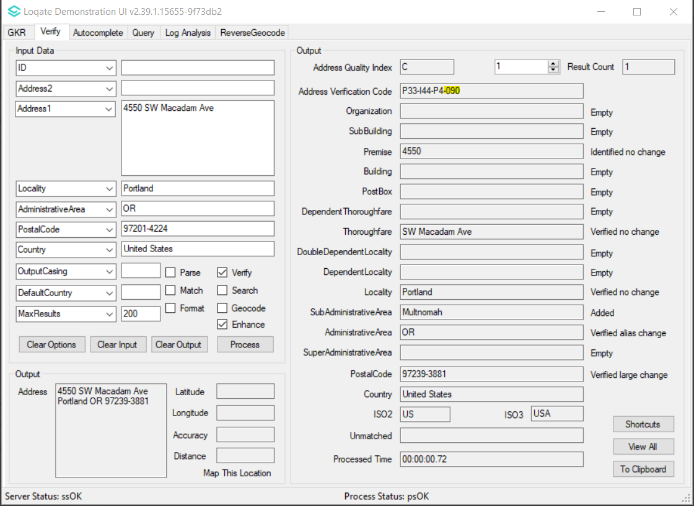 Loqate Demonstration UI v2.39.1.15655-9f73db2
GKR Verify Autocomplete Query Log Analysis ReverseGeocode
Input Data
ID
Address2
Address1 4550 SW Macadam Ave
Locality Portland
AdministrativeArea OR
PostalCode 97201-4224
Country United States
OutputCasing Parse Verify
DefaultCountry Match Search
MaxResults 200 Format Geocode
Enhance
Clear Options Clear Input Clear Output Process
Output
Address 4550 SW Macadam Ave
Portland OR 97239-3881
Latitude
Longitude
Accuracy
Distance
Map This Location
Output
Address Quality Index C 1 Result Count 1
Address Verification Code P33-I44-P4-090
Organization Empty
SubBuilding Empty
Premise 4550 Identified no change
Building Empty
PostBox Empty
DependentThoroughfare Empty
Thoroughfare SW Macadam Ave Verified no change
DoubleDependentLocality Empty
DependentLocality Empty
Locality Portland Verified no change
SubAdministrativeArea Multnomah Added
AdministrativeArea OR Verified alias change
SuperAdministrativeArea Empty
PostalCode 97239-3881 Verified large change
Country United States
ISO2 US ISO3 USA
Unmatched
Processed Time 00:00:00.72
Shortcuts
View All
To Clipboard
Server Status: ssOK Process Status: psOK